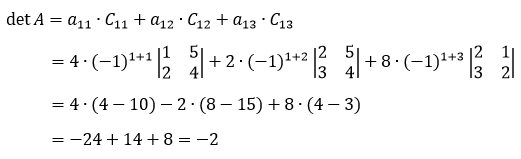 det A = a₁₁ · C₁₁ + a₁₂ · C₁₂ + a₁₃ · C₁₃
= 4 · (−1)¹⁺¹ |1 5; 2 4| + 2 · (−1)¹⁺² |2 5; 3 4| + 8 · (−1)¹⁺³ |2 1; 3 2|
= 4 · (4 − 10) − 2 · (8 − 15) + 8 · (4 − 3)
= −24 + 14 + 8 = −2